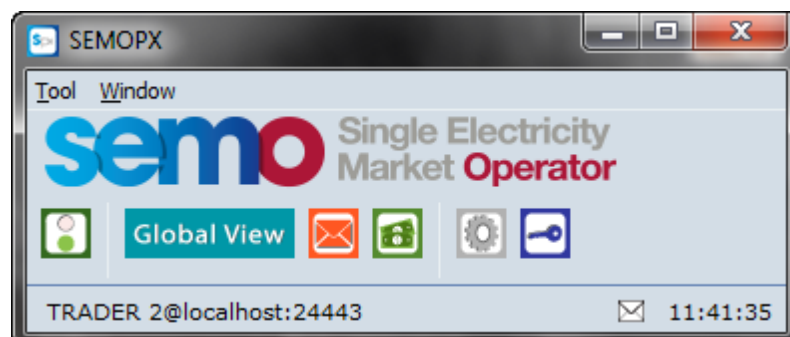 SEMOPX
Tool Window
semo Single Electricity
Market Operator
Global View
TRADER 2@localhost:24443 11:41:35